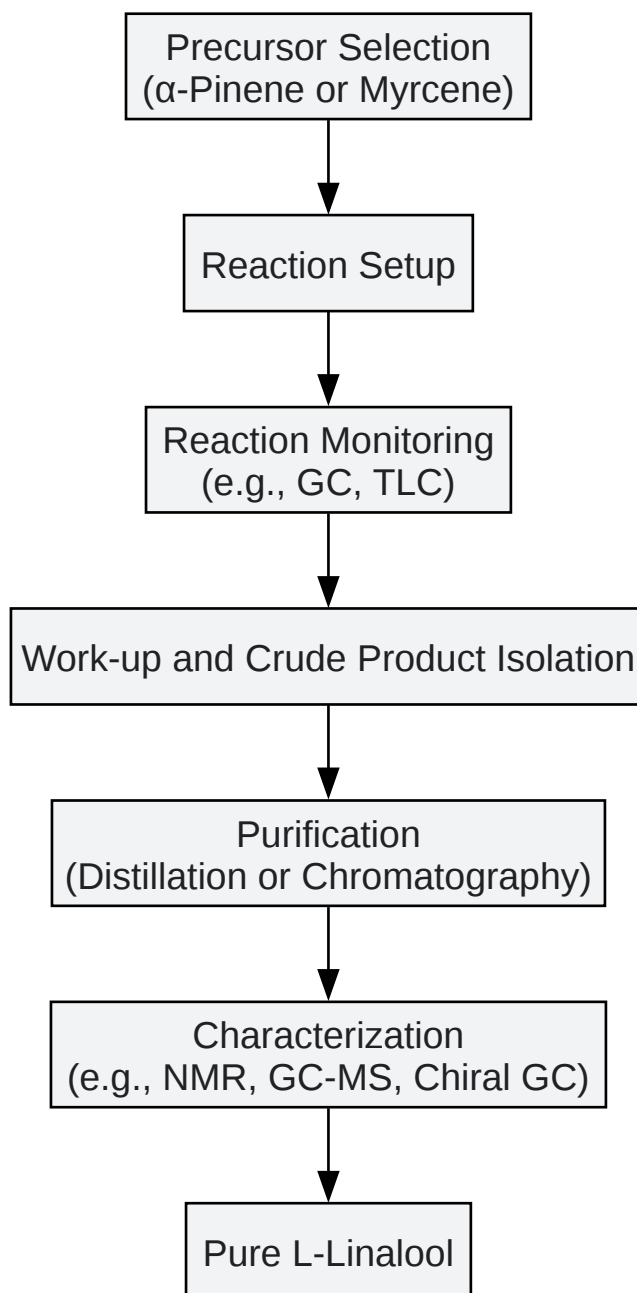 Precursor Selection
(α-Pinene or Myrcene)
Reaction Setup
Reaction Monitoring
(e.g., GC, TLC)
Work-up and Crude Product Isolation
Purification
(Distillation or Chromatography)
Characterization
(e.g., NMR, GC-MS, Chiral GC)
Pure L-Linalool